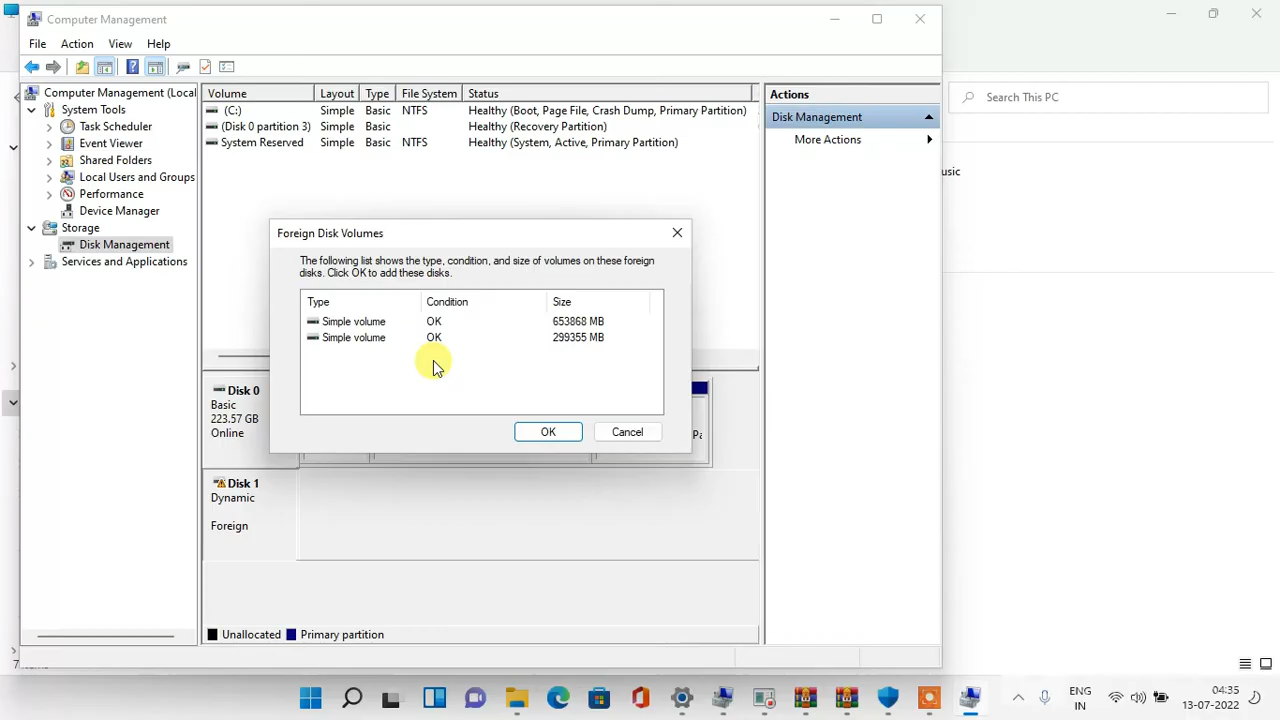 Computer Management
File Action View Help
Computer Management (Local
System Tools
Task Scheduler
Event Viewer
Shared Folders
Local Users and Groups
Performance
Device Manager
Storage
Disk Management
Services and Applications
Volume Layout Type File System Status
(C:) Simple Basic NTFS Healthy (Boot, Page File, Crash Dump, Primary Partition)
(Disk 0 partition 3) Simple Basic Healthy (Recovery Partition)
System Reserved Simple Basic NTFS Healthy (System, Active, Primary Partition)
Actions
Disk Management
More Actions
Search This PC
usic
Foreign Disk Volumes
The following list shows the type, condition, and size of volumes on these foreign
disks. Click OK to add these disks.
Type Condition Size
Simple volume OK 653868 MB
Simple volume OK 299355 MB
OK Cancel
Disk 0
Basic
223.57 GB
Online
Pa
Disk 1
Dynamic
Foreign
Unallocated Primary partition
7
ENG
IN
04:35
13-07-2022